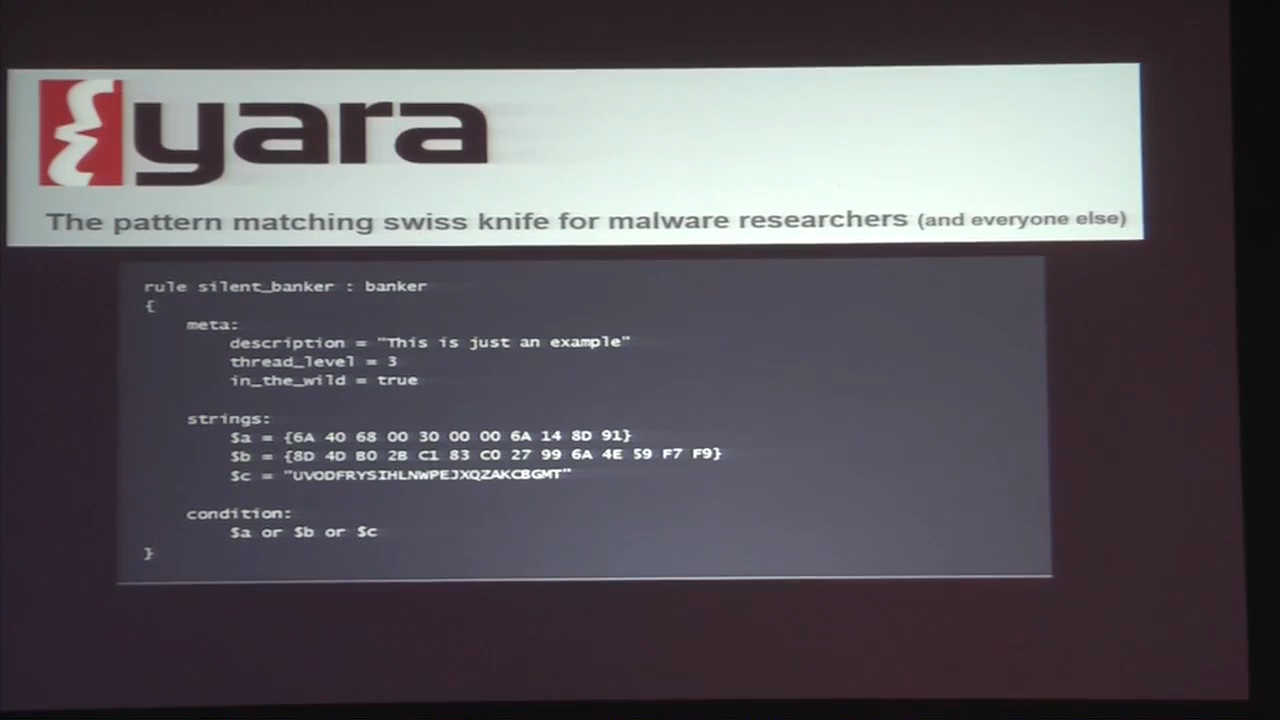 yara
The pattern matching swiss knife for malware researchers (and everyone else)
rule silent_banker : banker
{
meta:
description = "This is just an example"
thread_level = 3
in_the_wild = true
strings:
$a = {6A 40 68 00 30 00 00 6A 14 8D 91}
$b = {8D 4D B0 2B C1 83 C0 27 99 6A 4E 59 F7 F9}
$c = "UVODFRYSIHLNWPEJXQZAKCBGMT"
condition:
$a or $b or $c
}